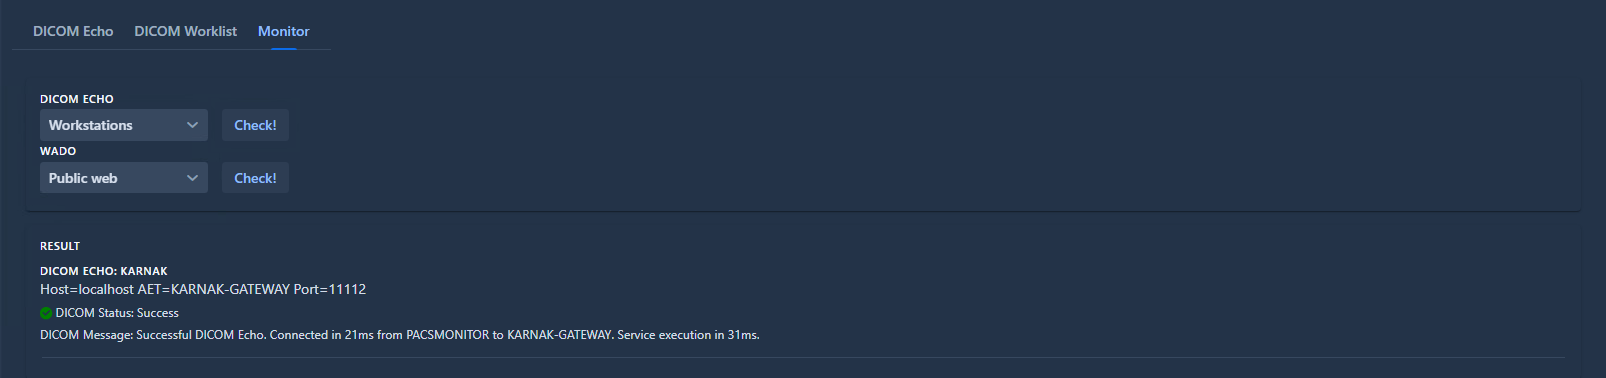 DICOM Echo DICOM Worklist Monitor
DICOM ECHO
Workstations Check!
WADO
Public web Check!
RESULT
DICOM ECHO: KARNAK
Host=localhost AET=KARNAK-GATEWAY Port=11112
DICOM Status: Success
DICOM Message: Successful DICOM Echo. Connected in 21ms from PACSMONITOR to KARNAK-GATEWAY. Service execution in 31ms.